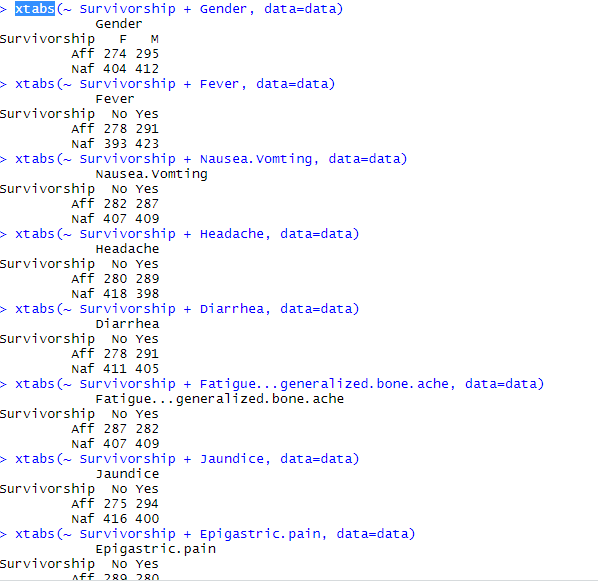 > xtabs(~ Survivorship + Gender, data=data)
            Gender
Survivorship   F   M
         Aff 274 295
         Naf 404 412
> xtabs(~ Survivorship + Fever, data=data)
            Fever
Survivorship  No Yes
         Aff 278 291
         Naf 393 423
> xtabs(~ Survivorship + Nausea.Vomting, data=data)
            Nausea.Vomting
Survivorship  No Yes
         Aff 282 287
         Naf 407 409
> xtabs(~ Survivorship + Headache, data=data)
            Headache
Survivorship  No Yes
         Aff 280 289
         Naf 418 398
> xtabs(~ Survivorship + Diarrhea, data=data)
            Diarrhea
Survivorship  No Yes
         Aff 278 291
         Naf 411 405
> xtabs(~ Survivorship + Fatigue...generalized.bone.ache, data=data)
            Fatigue...generalized.bone.ache
Survivorship  No Yes
         Aff 287 282
         Naf 407 409
> xtabs(~ Survivorship + Jaundice, data=data)
            Jaundice
Survivorship  No Yes
         Aff 275 294
         Naf 416 400
> xtabs(~ Survivorship + Epigastric.pain, data=data)
            Epigastric.pain
Survivorship  No Yes
         Aff 289 280